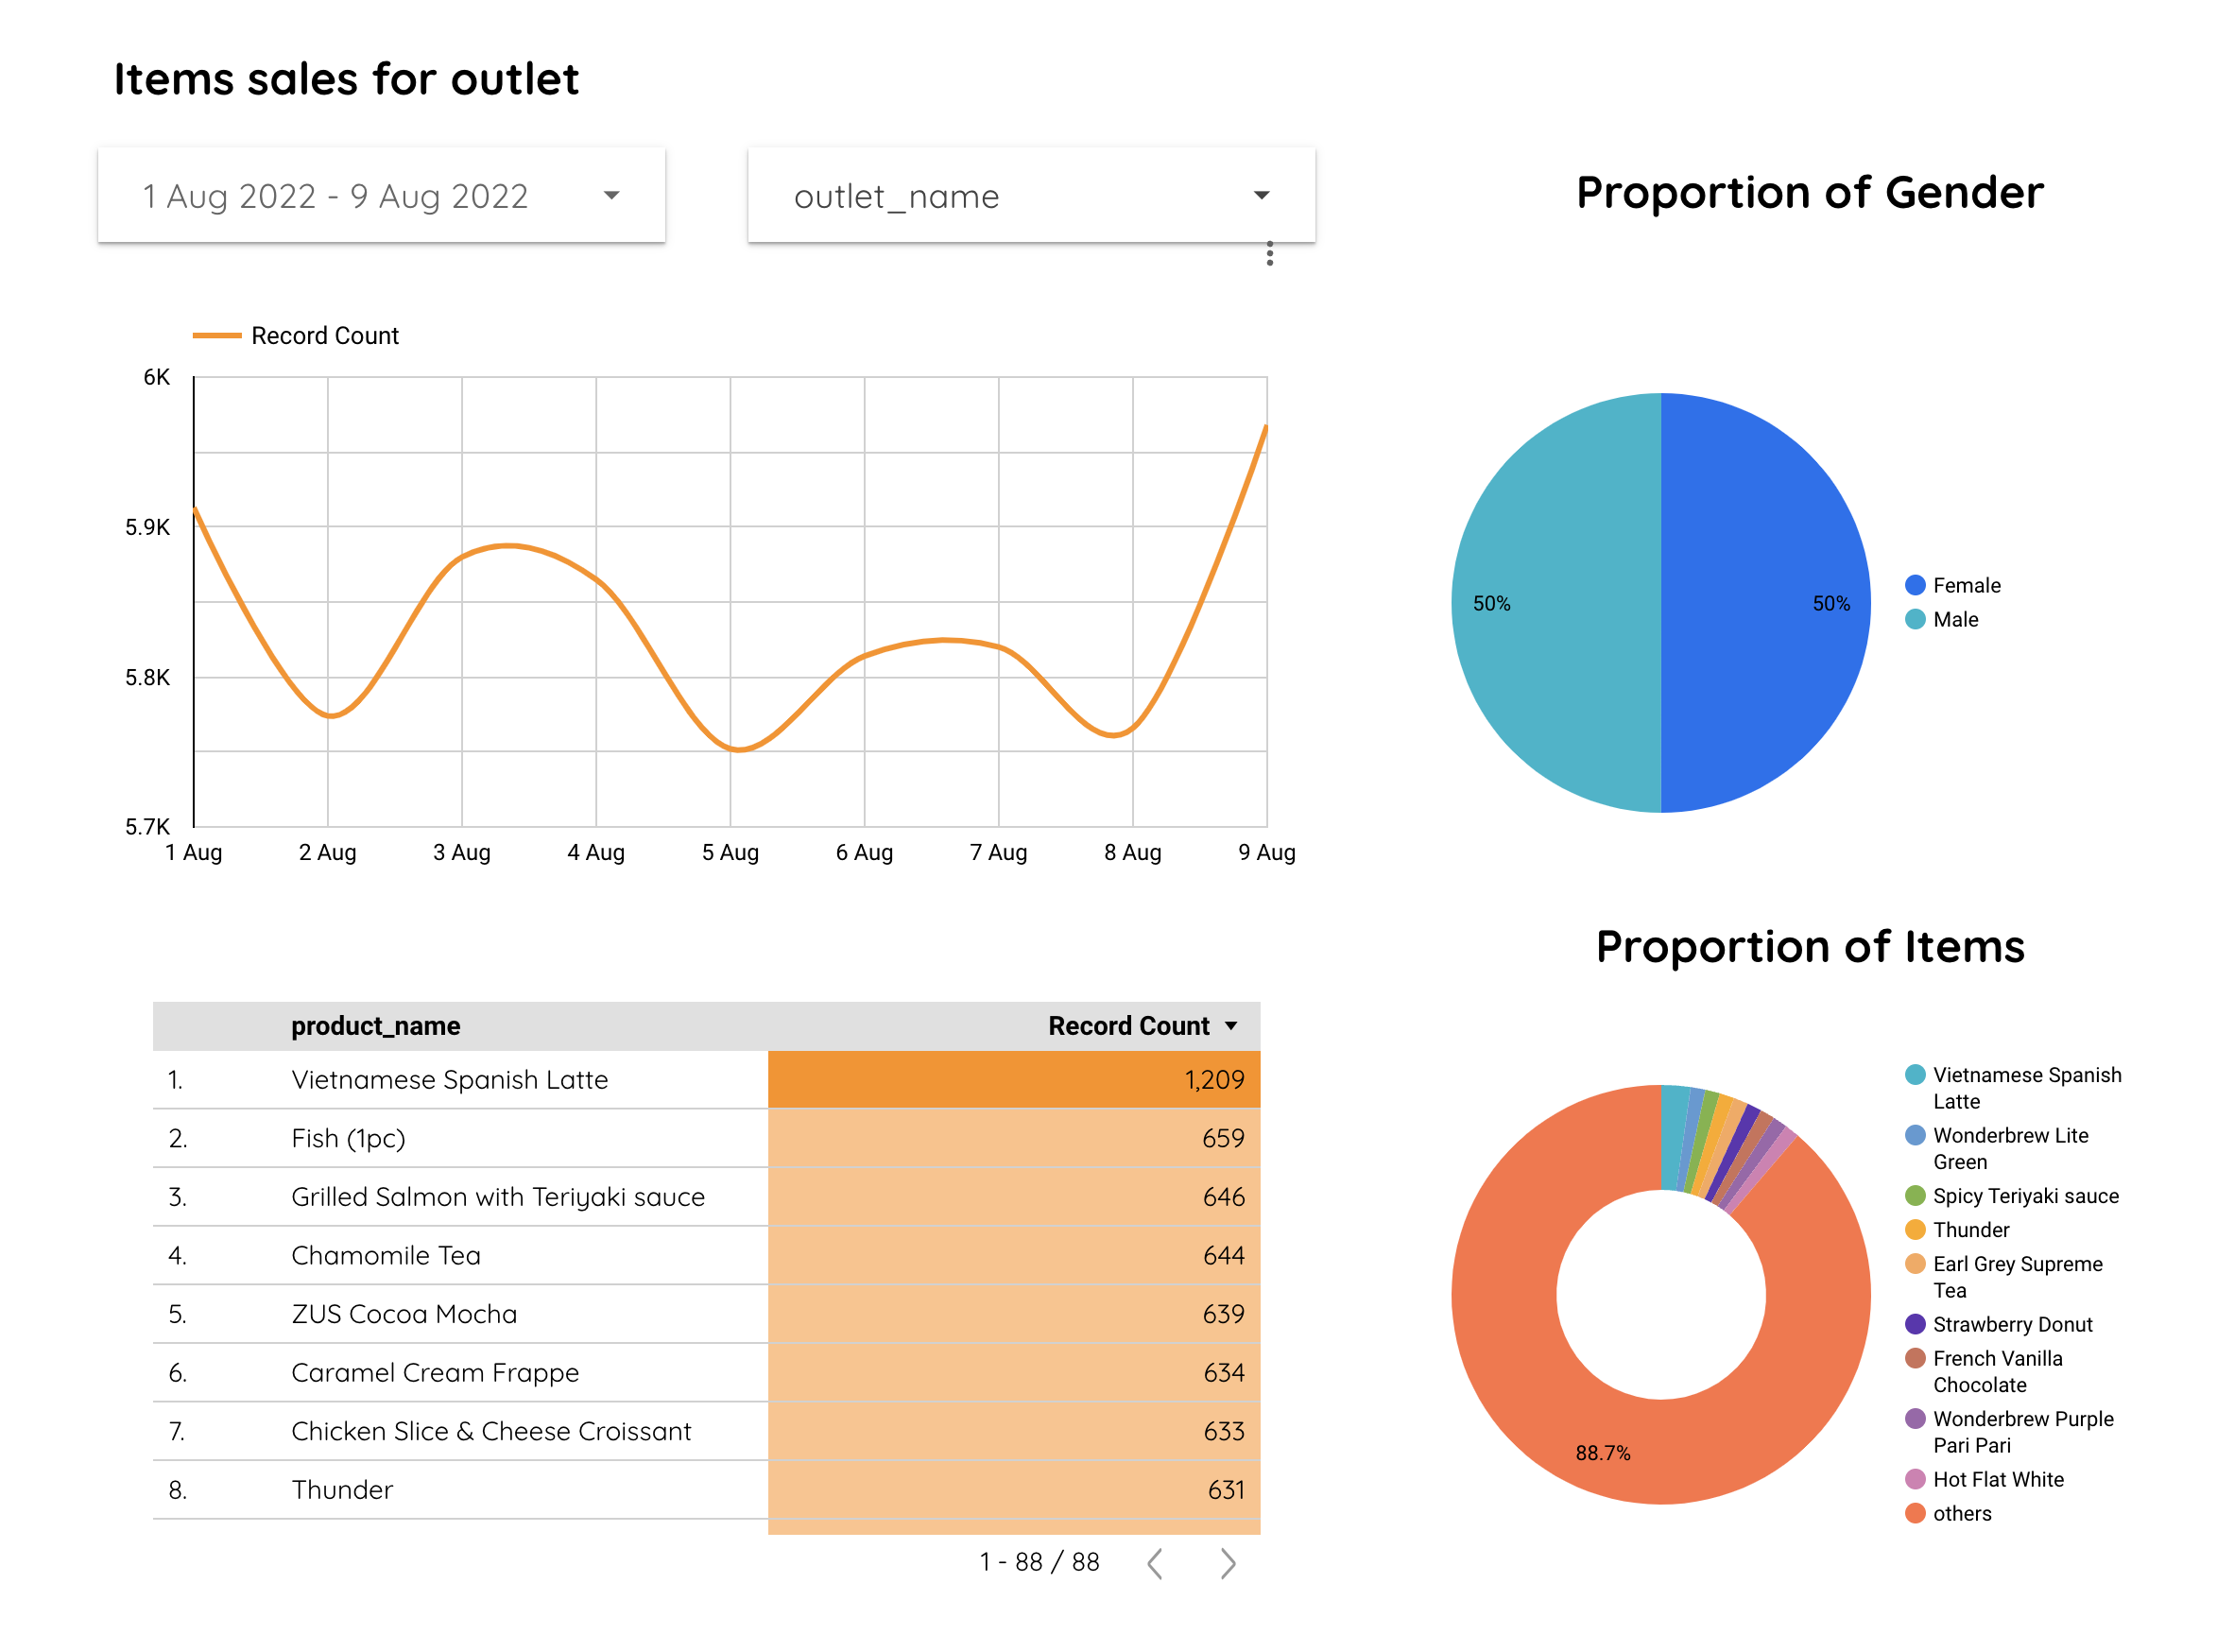 Items sales for outlet
1 Aug 2022 - 9 Aug 2022
outlet_name
Record Count
6K
5.9K
5.8K
5.7K
1 Aug
2 Aug
3 Aug
4 Aug
5 Aug
6 Aug
7 Aug
8 Aug
9 Aug
product_name
Record Count
1.
Vietnamese Spanish Latte
1,209
2.
Fish (1pc)
659
3.
Grilled Salmon with Teriyaki sauce
646
4.
Chamomile Tea
644
5.
ZUS Cocoa Mocha
639
6.
Caramel Cream Frappe
634
7.
Chicken Slice & Cheese Croissant
633
8.
Thunder
631
1 - 88 / 88
Proportion of Gender
50%
50%
Female
Male
Proportion of Items
88.7%
Vietnamese Spanish
Latte
Wonderbrew Lite
Green
Spicy Teriyaki sauce
Thunder
Earl Grey Supreme
Tea
Strawberry Donut
French Vanilla
Chocolate
Wonderbrew Purple
Pari Pari
Hot Flat White
others